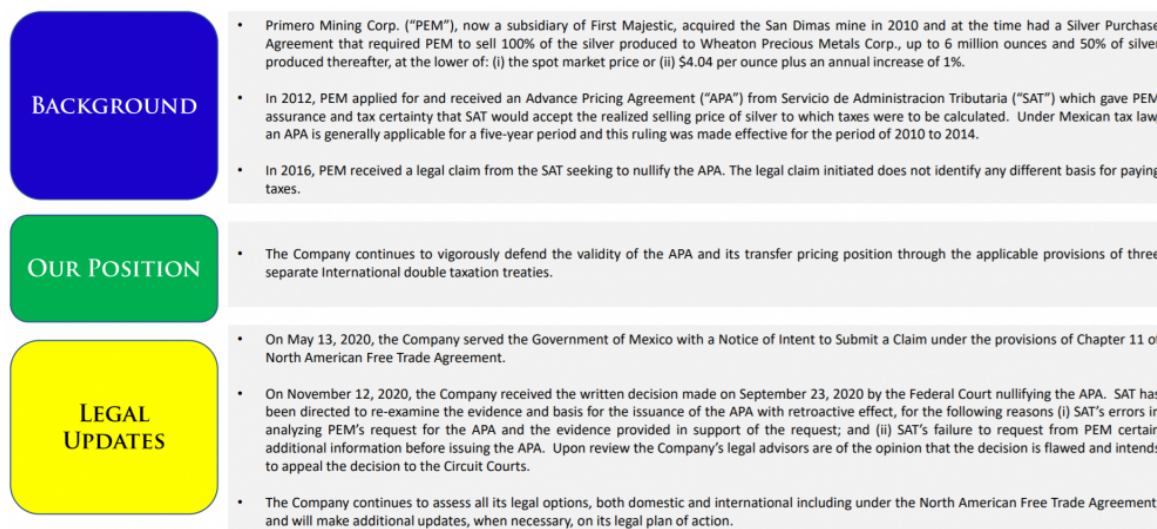 BACKGROUND
• Primero Mining Corp. (“PEM”), now a subsidiary of First Majestic, acquired the San Dimas mine in 2010 and at the time had a Silver Purchase
Agreement that required PEM to sell 100% of the silver produced to Wheaton Precious Metals Corp., up to 6 million ounces and 50% of silver
produced thereafter, at the lower of: (i) the spot market price or (ii) $4.04 per ounce plus an annual increase of 1%.
• In 2012, PEM applied for and received an Advance Pricing Agreement (“APA”) from Servicio de Administracion Tributaria (“SAT”) which gave PEM
assurance and tax certainty that SAT would accept the realized selling price of silver to which taxes were to be calculated. Under Mexican tax law
an APA is generally applicable for a five-year period and this ruling was made effective for the period of 2010 to 2014.
• In 2016, PEM received a legal claim from the SAT seeking to nullify the APA. The legal claim initiated does not identify any different basis for paying
taxes.
OUR POSITION
• The Company continues to vigorously defend the validity of the APA and its transfer pricing position through the applicable provisions of three
separate International double taxation treaties.
LEGAL
UPDATES
• On May 13, 2020, the Company served the Government of Mexico with a Notice of Intent to Submit a Claim under the provisions of Chapter 11 of
North American Free Trade Agreement.
• On November 12, 2020, the Company received the written decision made on September 23, 2020 by the Federal Court nullifying the APA. SAT has
been directed to re-examine the evidence and basis for the issuance of the APA with retroactive effect, for the following reasons (i) SAT’s errors in
analyzing PEM’s request for the APA and the evidence provided in support of the request; and (ii) SAT’s failure to request from PEM certain
additional information before issuing the APA. Upon review the Company’s legal advisors are of the opinion that the decision is flawed and intends
to appeal the decision to the Circuit Courts.
• The Company continues to assess all its legal options, both domestic and international including under the North American Free Trade Agreement
and will make additional updates, when necessary, on its legal plan of action.